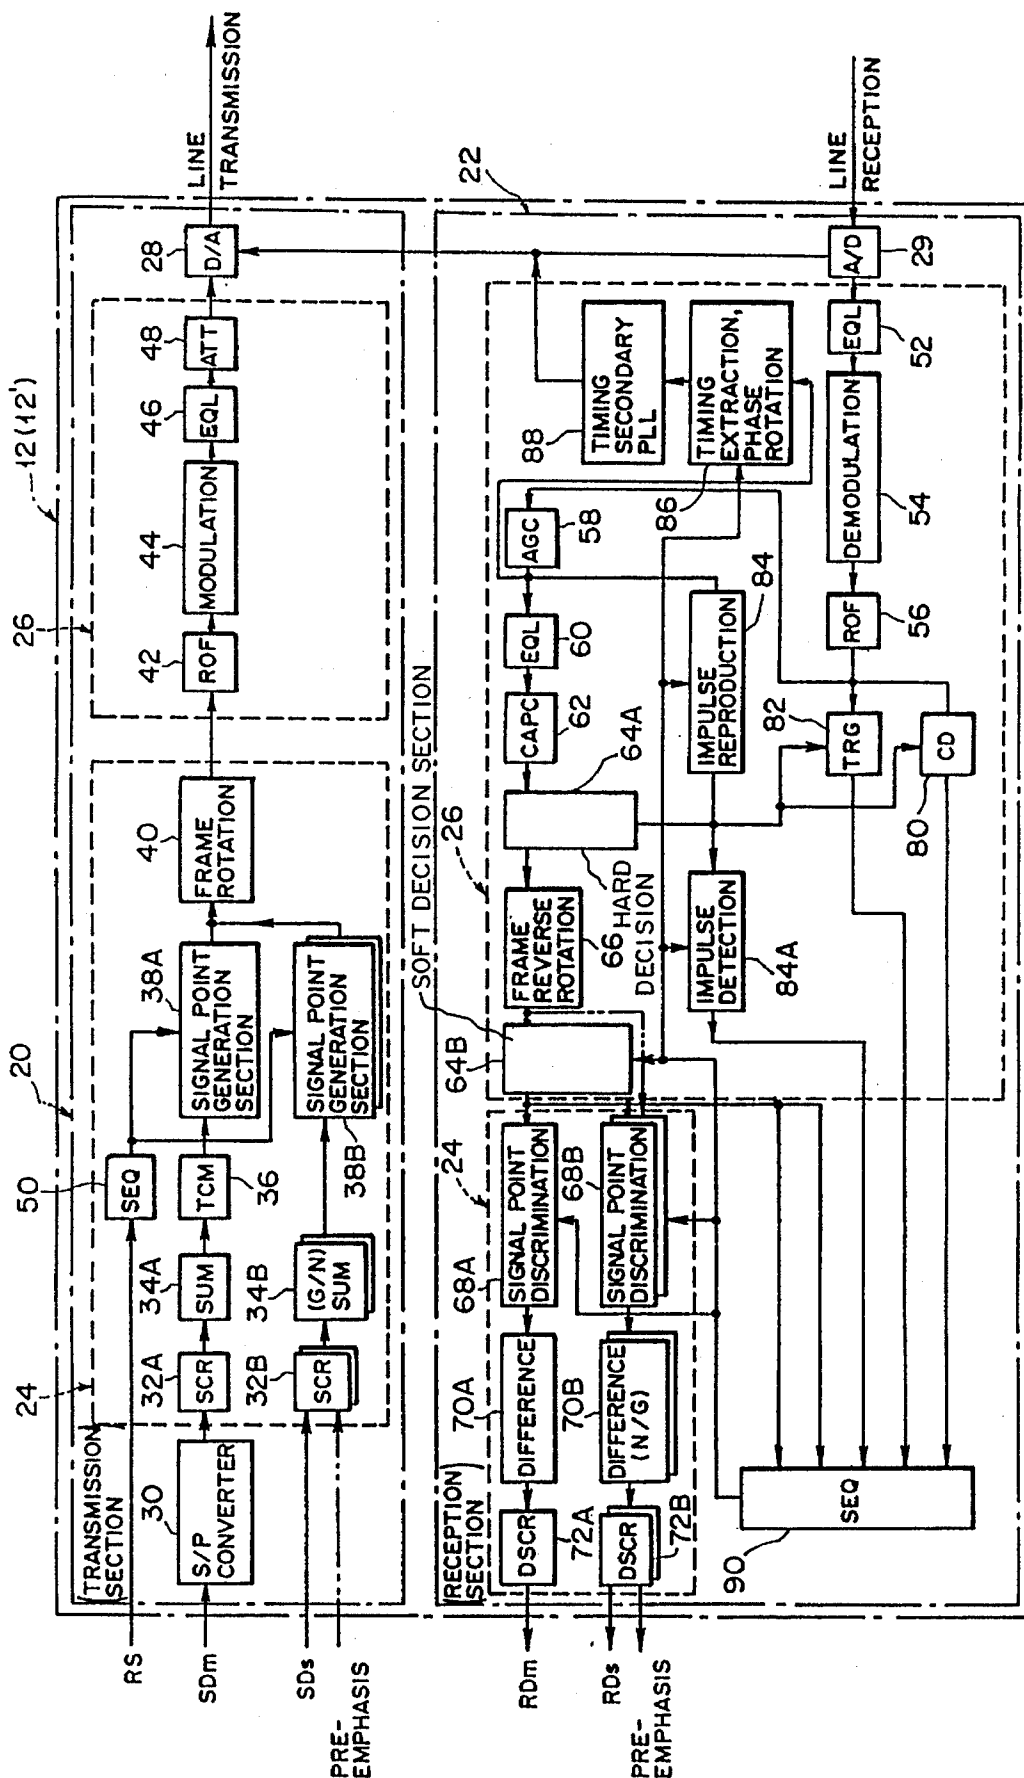 12 (12')
20
24
26
RS
50
SEQ
SDm
30
S/P
CONVERTER
(TRANSMISSION
SECTION)
32A
SCR
34A
SUM
36
TCM
38A
SIGNAL POINT
GENERATION
SECTION
40
FRAME
ROTATION
42
ROF
44
MODULATION
46
EQL
48
ATT
28
D/A
LINE
TRANSMISSION
SDs
PRE-
EMPHASIS
32B
SCR
34B
(G/N)
SUM
38B
SIGNAL POINT
GENERATION
SECTION
SOFT DECISION SECTION
22
(RECEPTION
SECTION)
24
26
RDm
72A
DSCR
70A
DIFFERENCE
68A
SIGNAL POINT
DISCRIMINATION
64B
66
FRAME
REVERSE
ROTATION
HARD
DECISION
64A
62
CAPC
60
EQL
58
AGC
88
TIMING
SECONDARY
PLL
86
TIMING
EXTRACTION,
PHASE
ROTATION
RDs
PRE-
EMPHASIS
72B
DSCR
70B
DIFFERENCE
(N/G)
68B
SIGNAL POINT
DISCRIMINATION
84A
IMPULSE
DETECTION
84
IMPULSE
REPRODUCTION
90
SEQ
80
CD
82
TRG
56
ROF
54
DEMODULATION
52
EQL
29
A/D
LINE
RECEPTION